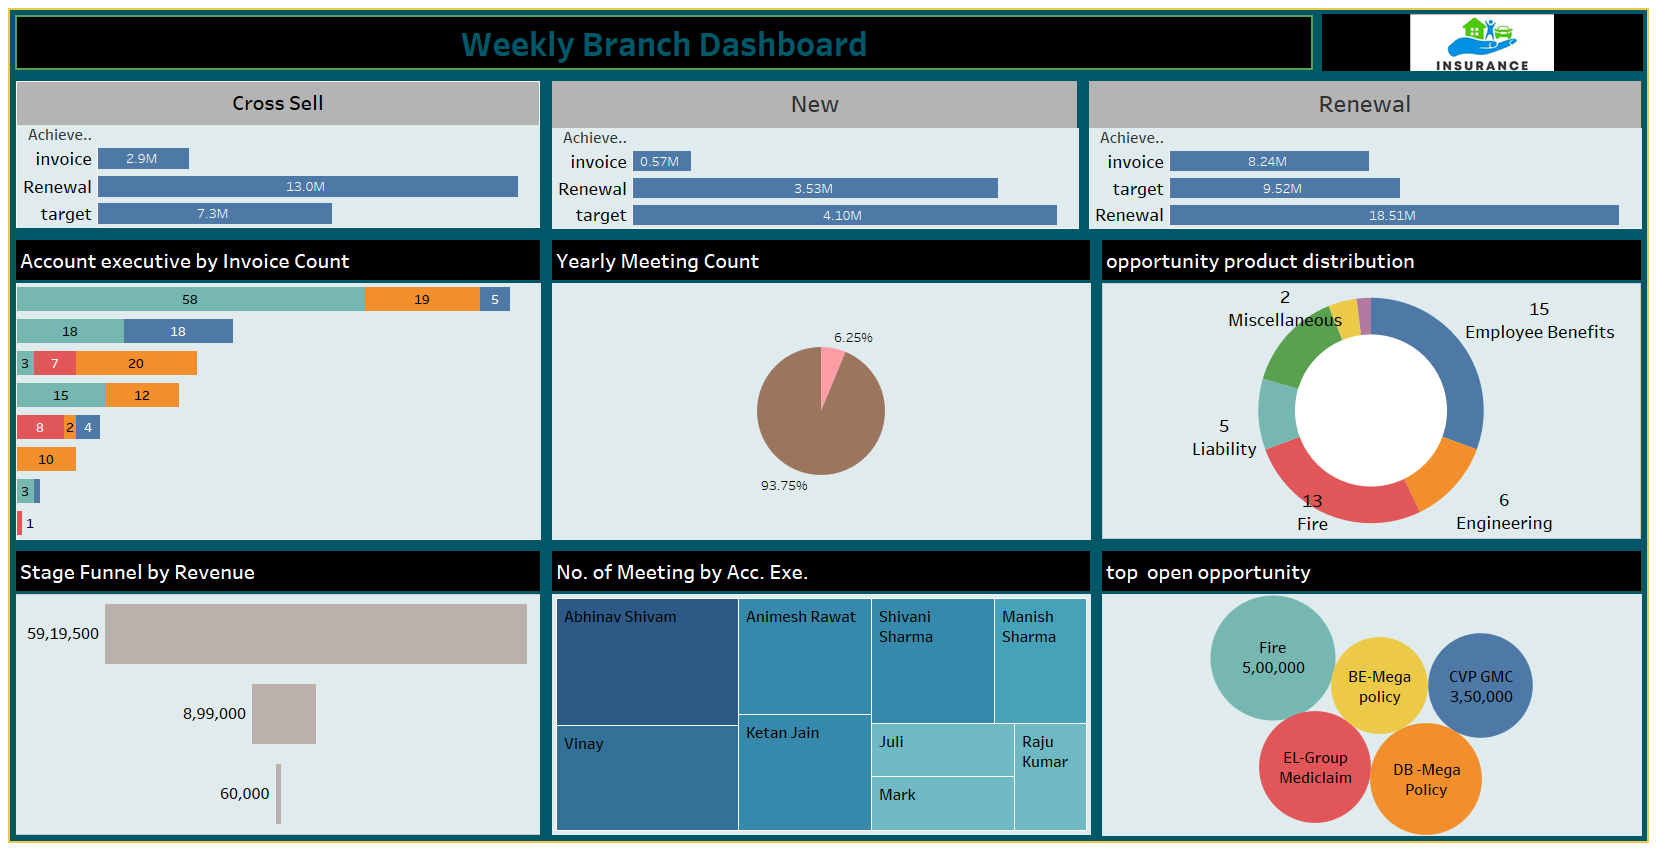 Weekly Branch Dashboard
INSURANCE
Cross Sell
Achieve..
invoice 2.9M
Renewal 13.0M
target 7.3M
New
Achieve..
invoice 0.57M
Renewal 3.53M
target 4.10M
Renewal
Achieve..
invoice 8.24M
target 9.52M
Renewal 18.51M
Account executive by Invoice Count
58 19 5
18 18
3 7 20
15 12
8 2 4
10
3
1
Yearly Meeting Count
6.25%
93.75%
opportunity product distribution
2
Miscellaneous
15
Employee Benefits
5
Liability
13
Fire
6
Engineering
Stage Funnel by Revenue
59,19,500
8,99,000
60,000
No. of Meeting by Acc. Exe.
Abhinav Shivam
Vinay
Animesh Rawat
Ketan Jain
Shivani
Sharma
Manish
Sharma
Juli
Mark
Raju
Kumar
top  open opportunity
Fire
5,00,000
BE-Mega
policy
CVP GMC
3,50,000
EL-Group
Mediclaim
DB -Mega
Policy